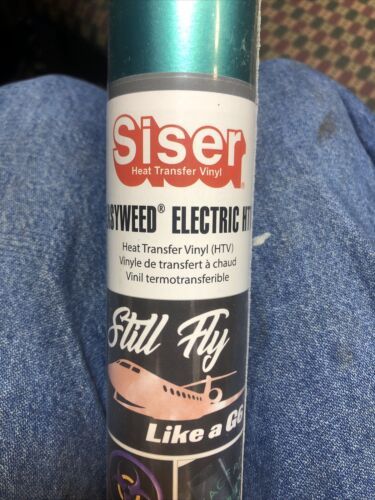 Siser®
Heat Transfer Vinyl
ASYWEED® ELECTRIC HT
Heat Transfer Vinyl (HTV)
Vinyle de transfert à chaud
Vinil termotransferible
Still Fly
Like a G6